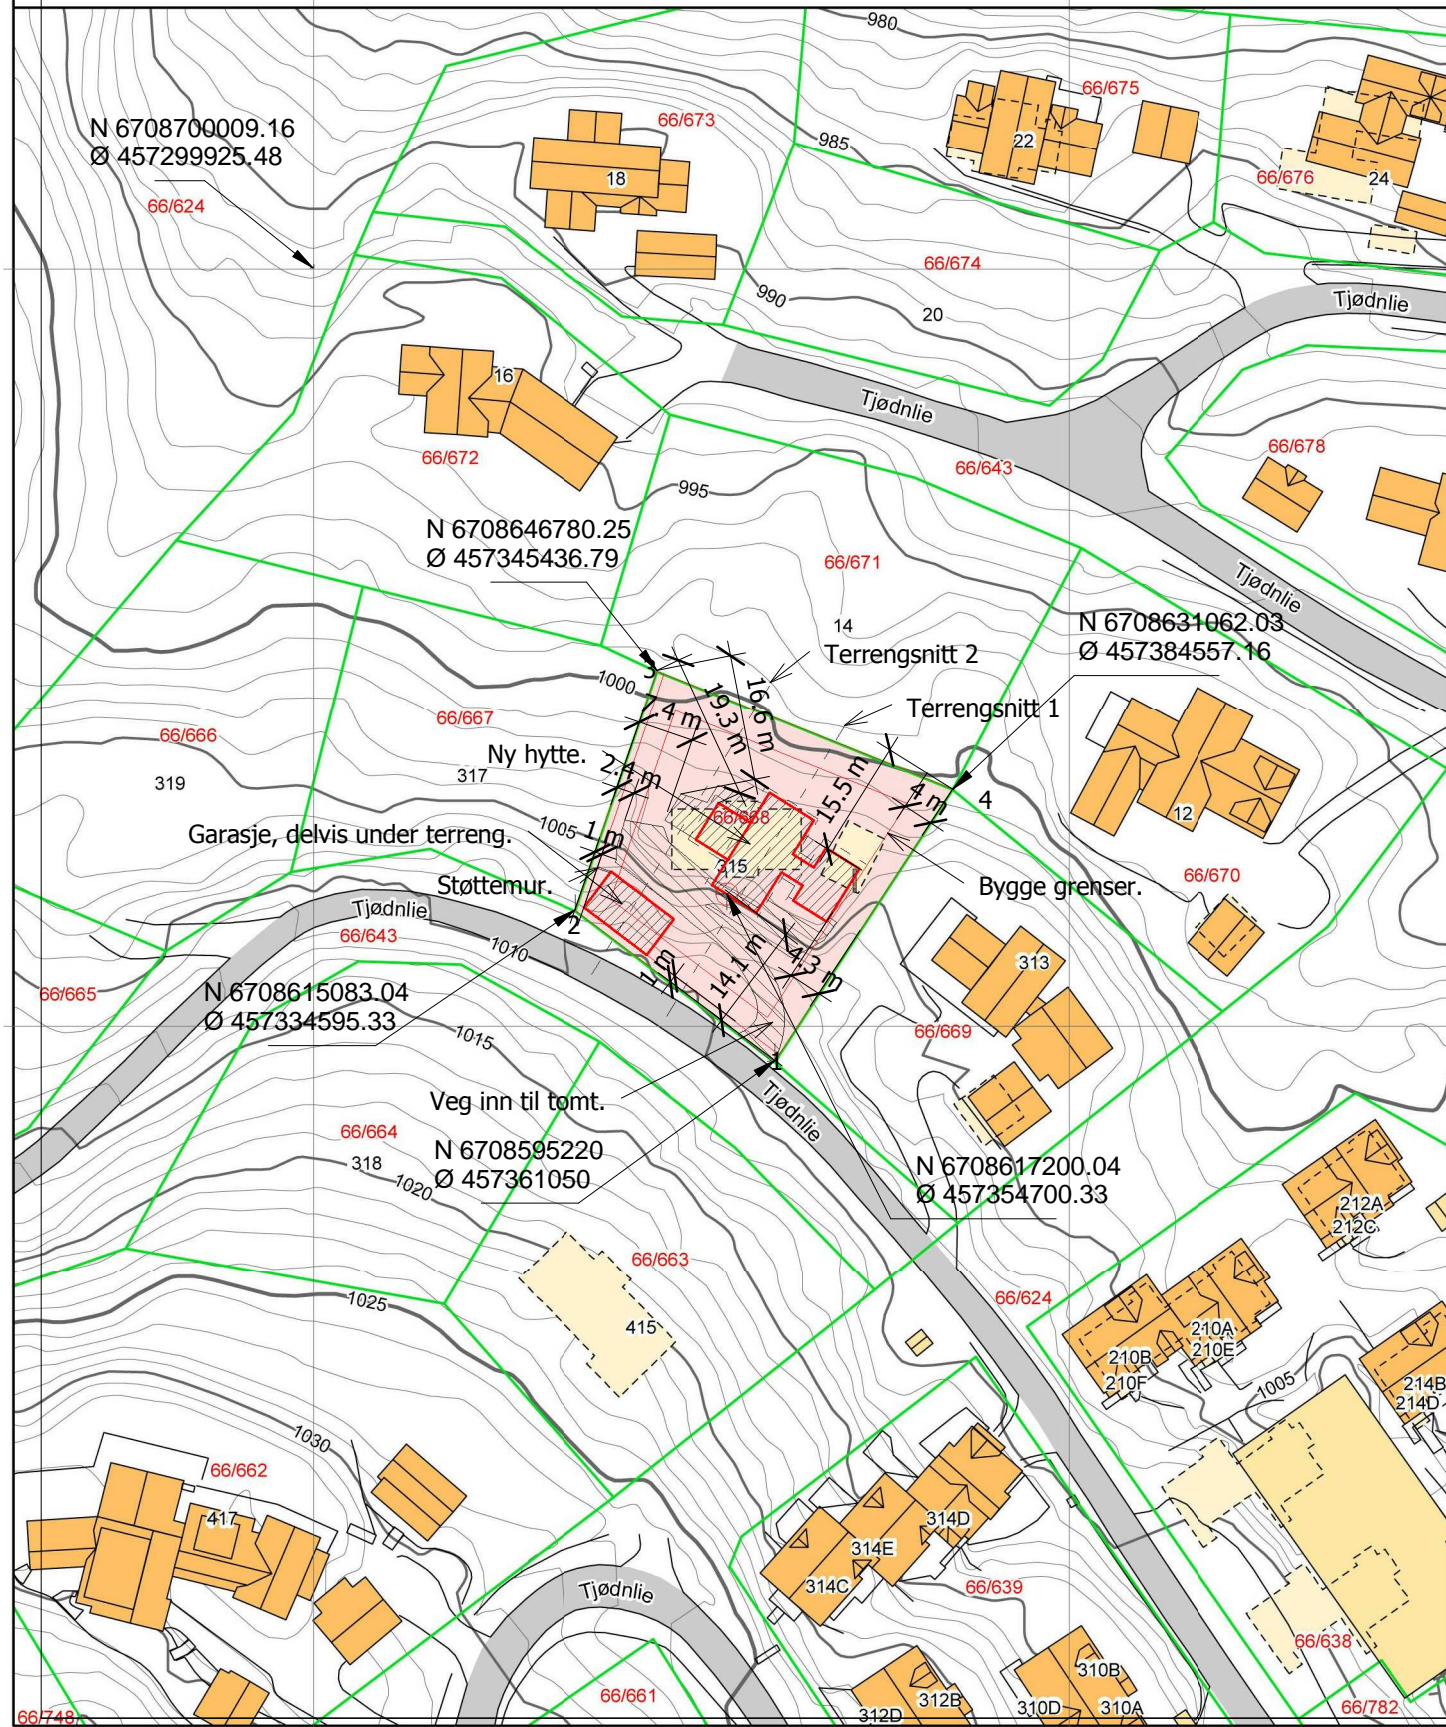 980
66/675
66/673
N 6708700009.16
Ø 457299925.48
985
22
18
66/676
24
66/624
66/674
990
20
Tjødnlie
16
Tjødnlie
66/672
66/643
66/678
995
N 6708646780.25
Ø 457345436.79
66/671
Tjødnlie
14
N 6708631062.03
Ø 457384557.16
Terrengsnitt 2
3
1000
7.4 m
19.3 m
16.6 m
66/667
Terrengsnitt 1
66/666
Ny hytte.
2.4 m
317
319
15.5 m
4 m
4
12
66/668
Garasje, delvis under terreng.
1005
1 m
315
Støttemur.
Bygge grenser.
66/670
Tjødnlie
2
66/643
1010
313
1 m
14.1 m
4.3 m
66/665
N 6708615083.04
Ø 457334595.33
1015
66/669
1
Veg inn til tomt.
Tjødnlie
66/664
N 6708595220
Ø 457361050
318
1020
N 6708617200.04
Ø 457354700.33
212A
212C
66/663
66/624
1025
415
210A
210E
210B
210F
1005
214B
214D
1030
66/662
417
314D
314E
314C
Tjødnlie
66/639
66/638
310B
66/661
312B
312D
310D
310A
66/782
66/748